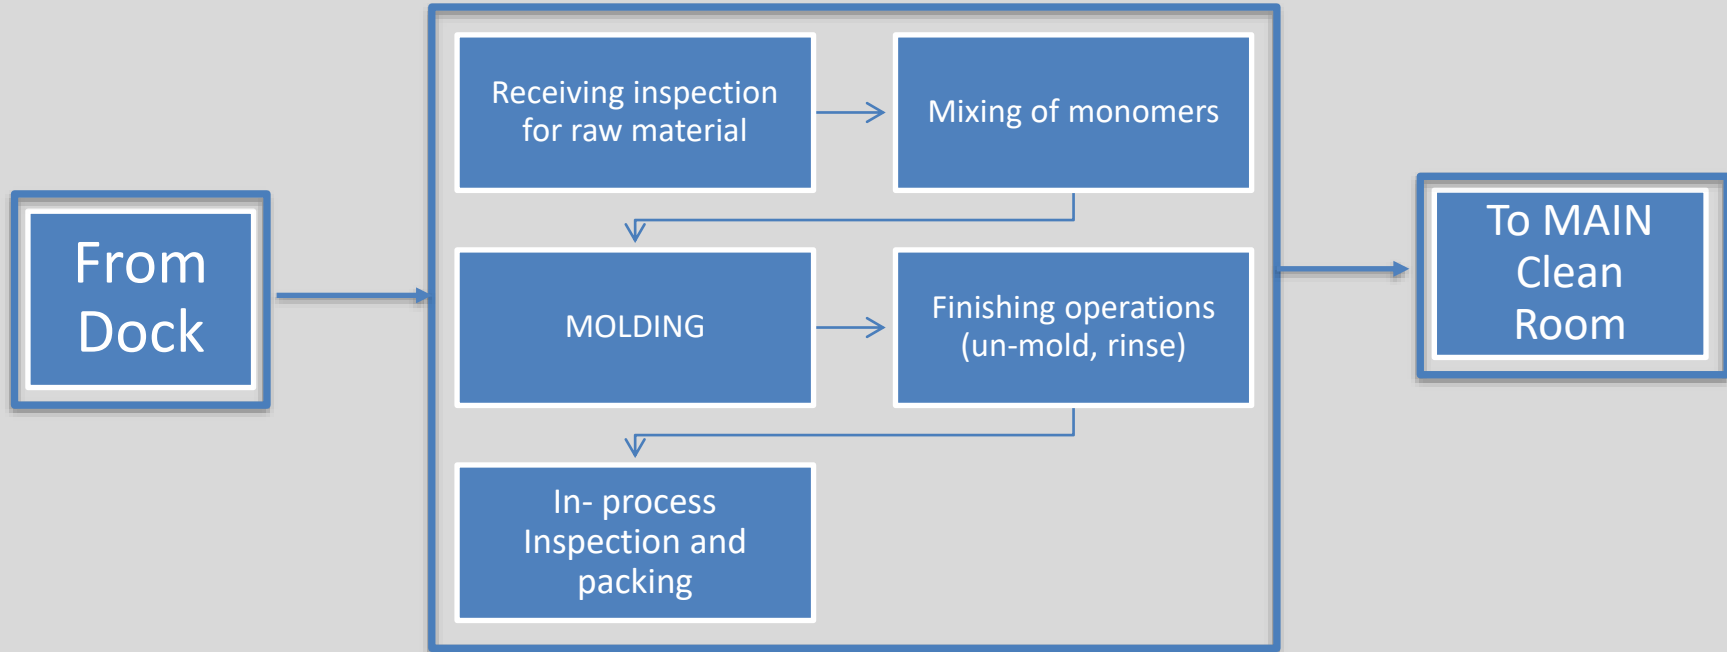 From
Dock
Receiving inspection
for raw material
Mixing of monomers
MOLDING
Finishing operations
(un-mold, rinse)
In- process
Inspection and
packing
To MAIN
Clean
Room